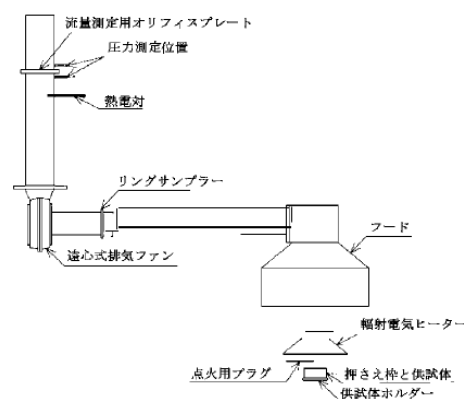 流量測定用オリフィスプレート
圧力測定位置
熱電対
リングサンプラー
フード
遠心式排気ファン
輻射電気ヒーター
点火用プラグ
押さえ枠と供試体
供試体ホルダー